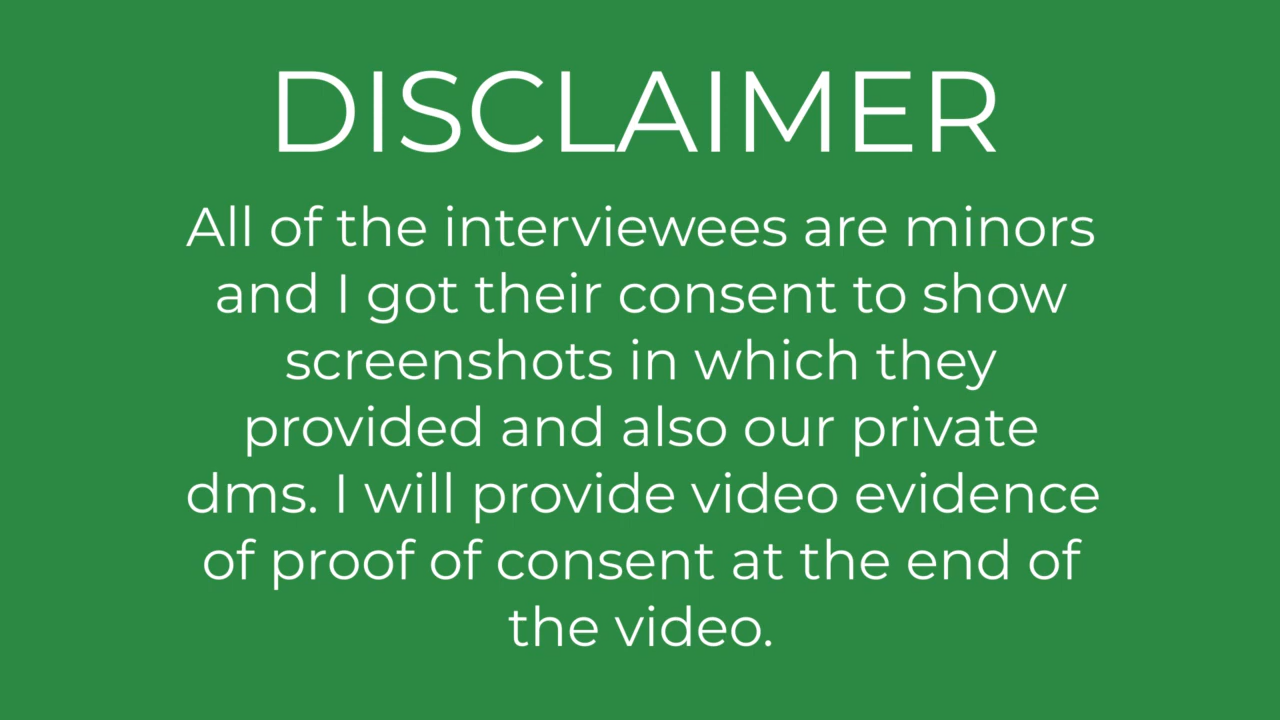 DISCLAIMER
All of the interviewees are minors
and I got their consent to show
screenshots in which they
provided and also our private
dms. I will provide video evidence
of proof of consent at the end of
the video.